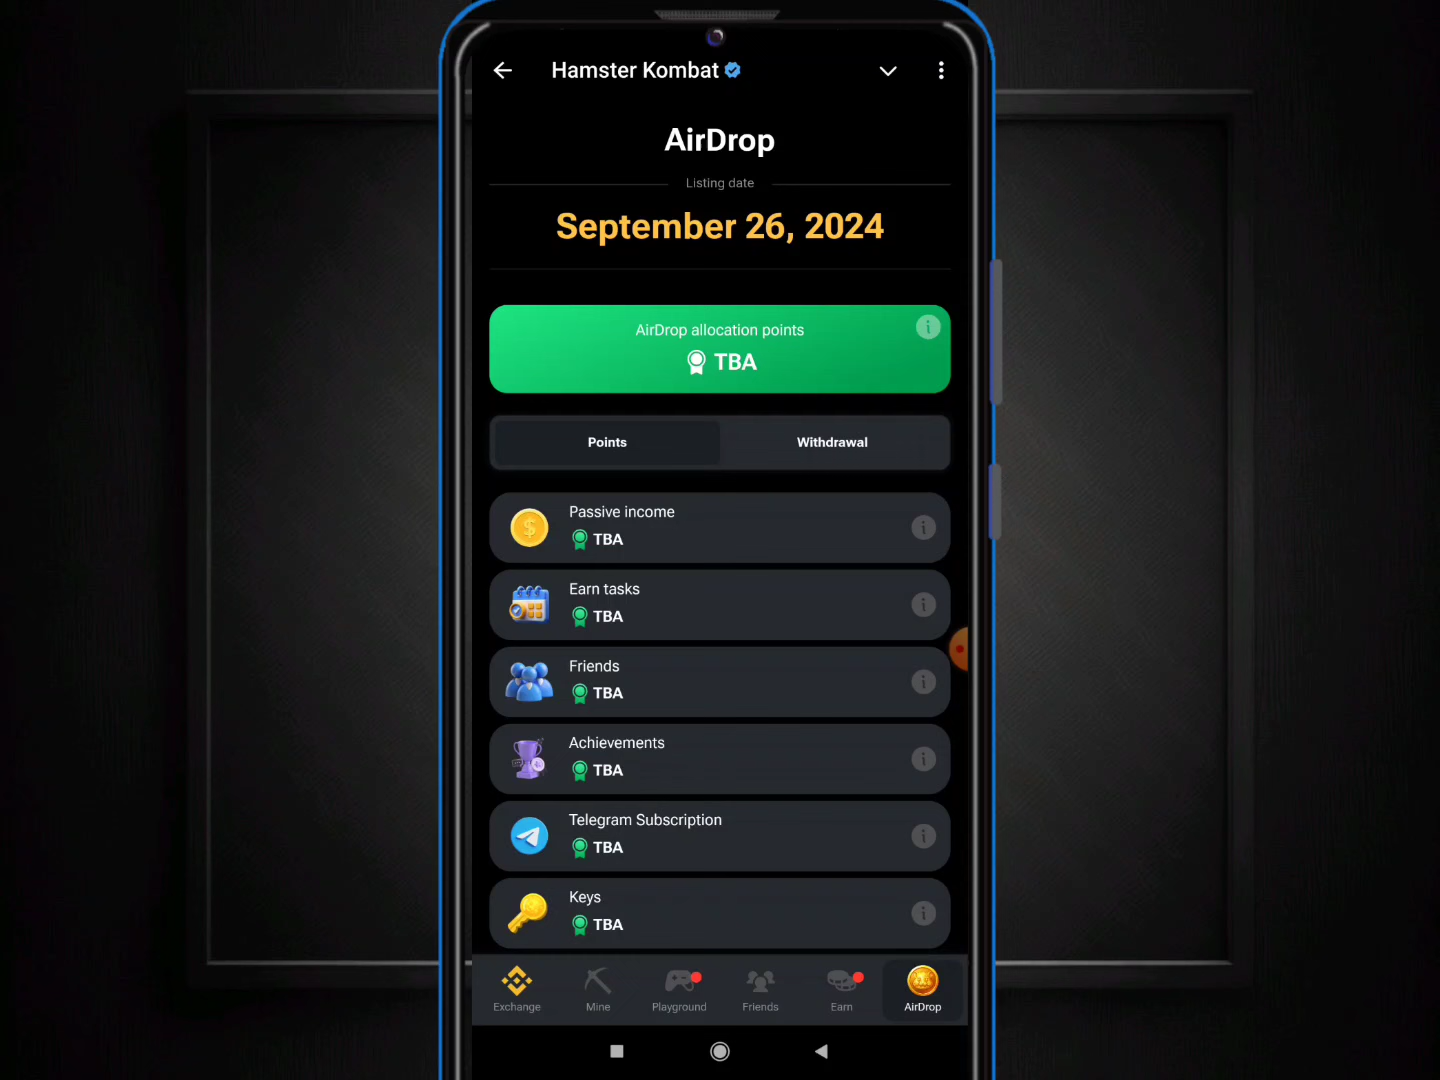 Hamster Kombat
AirDrop
Listing date
September 26, 2024
AirDrop allocation points
TBA
Points
Withdrawal
Passive income
TBA
Earn tasks
TBA
Friends
TBA
Achievements
TBA
Telegram Subscription
TBA
Keys
TBA
Exchange
Mine
Playground
Friends
Earn
AirDrop